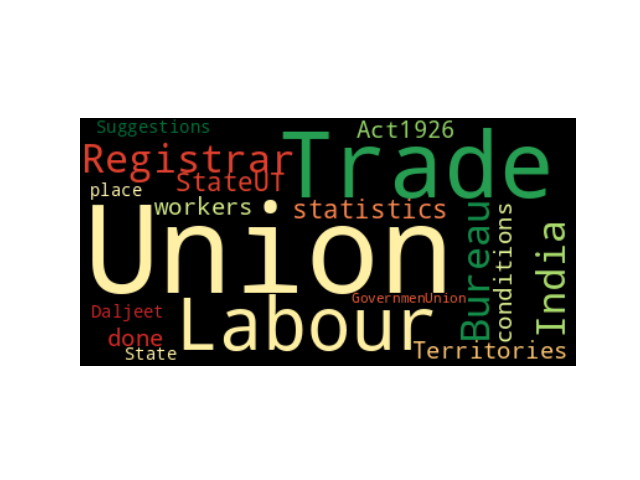 Suggestions
Act1926
Trade
Registrar
StateUT
place
workers
statistics
Union
Bureau
conditions
India
GovernmenUnion
Daljeet
Labour
done
State
Territories